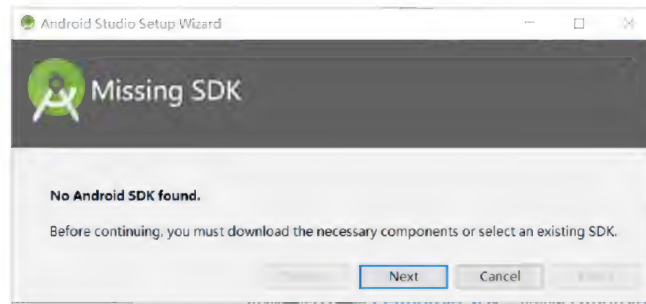 Android Studio Setup Wizard
Missing SDK
No Android SDK found.
Before continuing, you must download the necessary components or select an existing SDK.
Next
Cancel